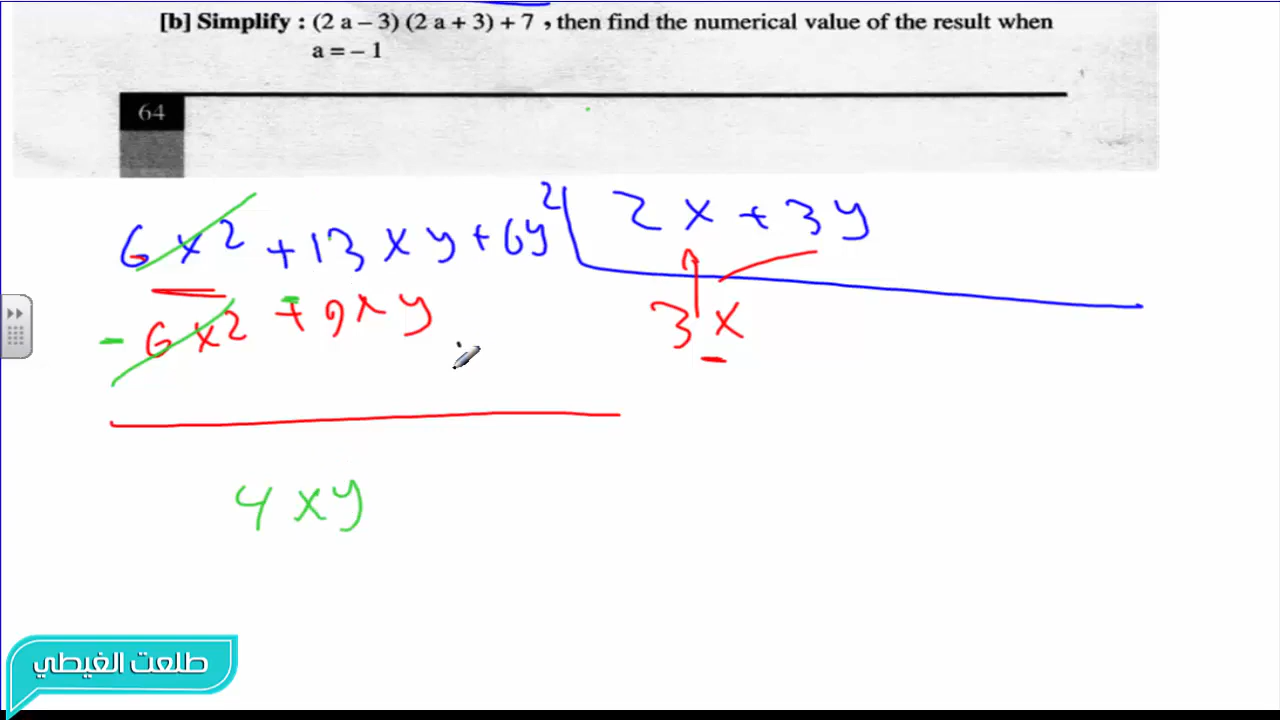 [b] Simplify : (2 a – 3) (2 a + 3) + 7 , then find the numerical value of the result when
a = – 1
64
6x² + 13xy + 6y² 2x + 3y
- 6x² + 9xy 3x
4xy
طلعت الغيطي